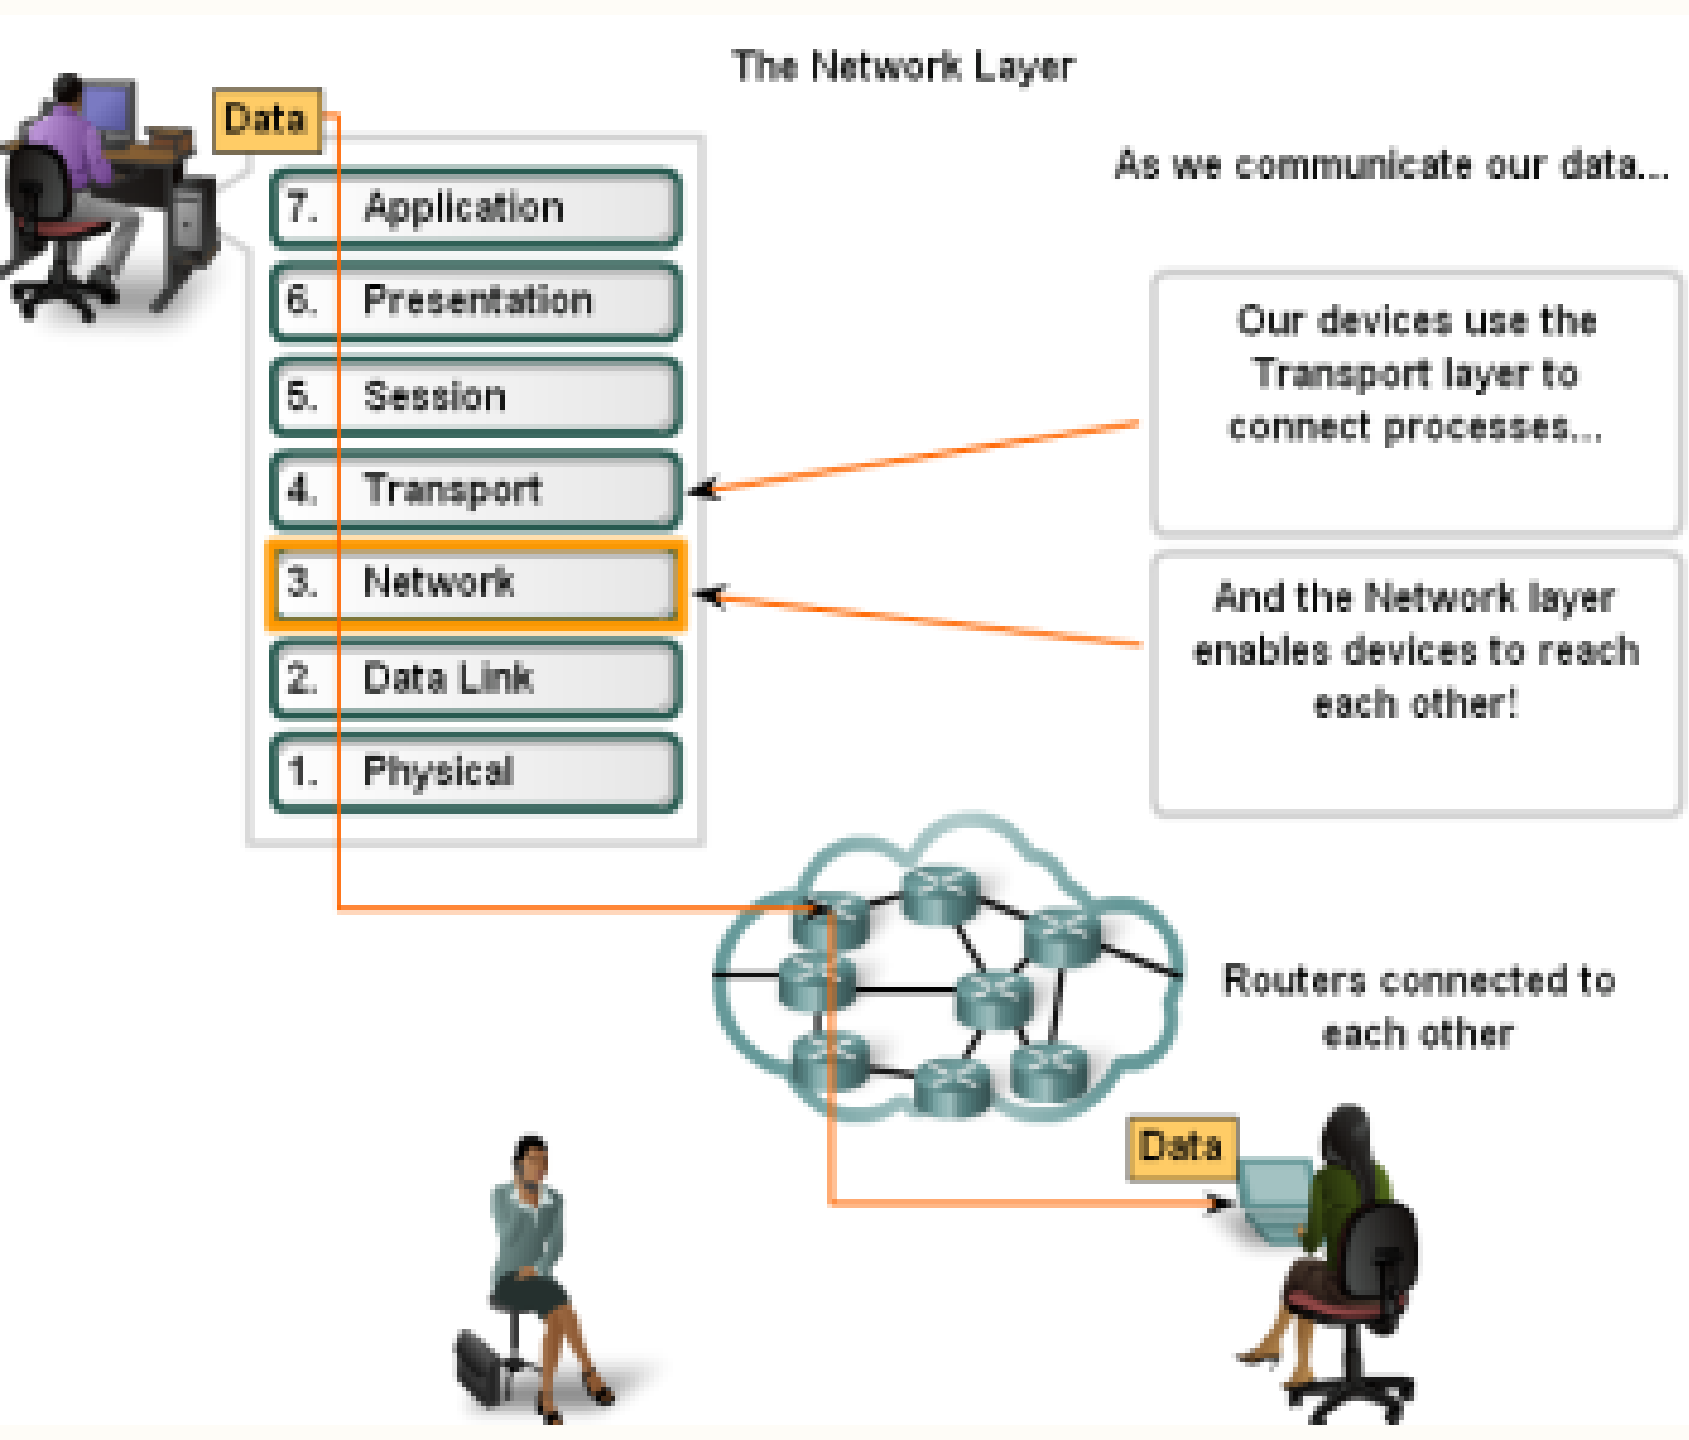 The Network Layer
Data
As we communicate our data...
7. Application
6. Presentation
5. Session
4. Transport
3. Network
2. Data Link
1. Physical
Our devices use the
Transport layer to
connect processes...
And the Network layer
enables devices to reach
each other!
Routers connected to
each other
Data